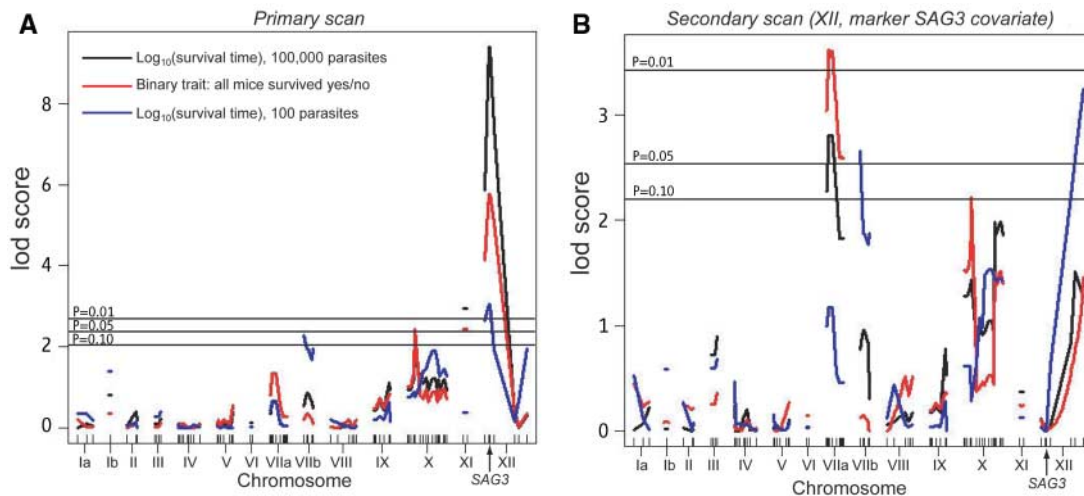 A
Primary scan
Log₁₀(survival time), 100,000 parasites
Binary trait: all mice survived yes/no
Log₁₀(survival time), 100 parasites
lod score
8
6
4
2
0
P=0.01
P=0.05
P=0.10
Ia Ib II III IV V VI VIIa VIIb VIII IX X XI XII
Chromosome
SAG3
B
Secondary scan (XII, marker SAG3 covariate)
lod score
3
2
1
0
P=0.01
P=0.05
P=0.10
Ia Ib II III IV V VI VIIa VIIb VIII IX X XI XII
Chromosome
SAG3